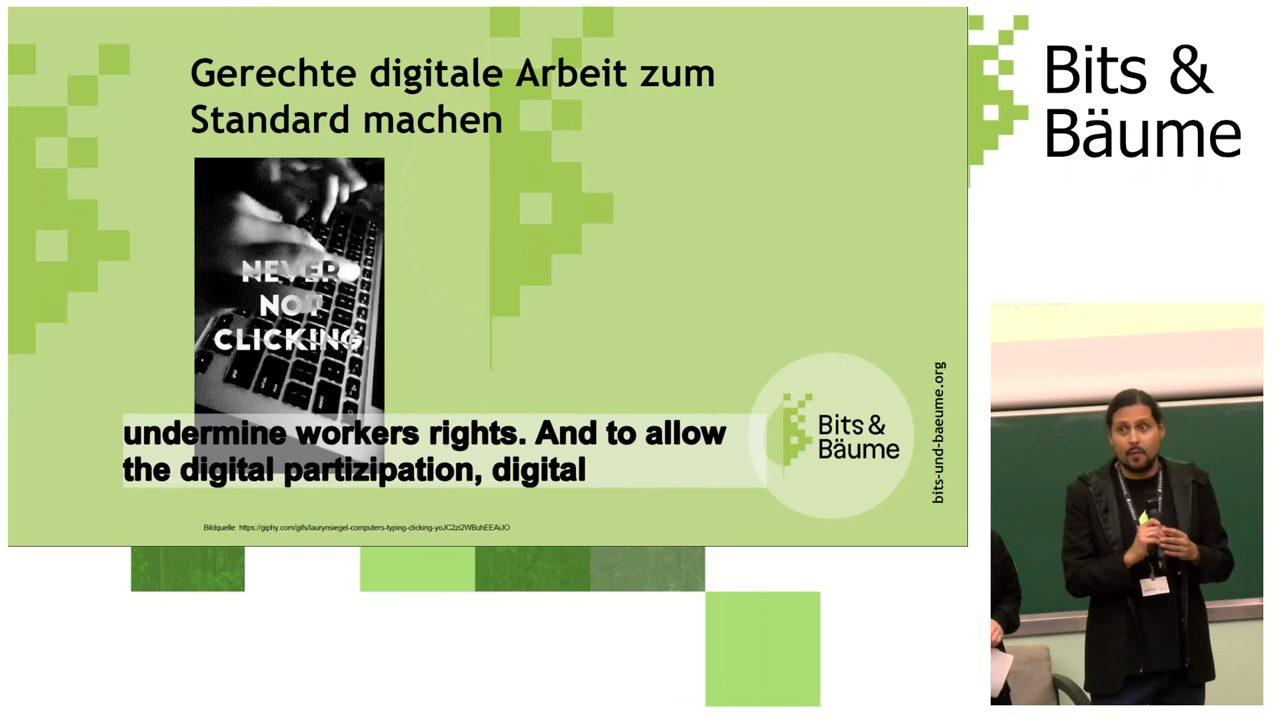 Gerechte digitale Arbeit zum
Standard machen
NEVER
NOT
CLICKING
undermine workers rights. And to allow
the digital partizipation, digital
Bildquelle: https://giphy.com/gifs/laurynsiegel-computers-typing-clicking-yoJC2zi2WBuhEEAiJO
Bits &
Bäume
bits-und-baeume.org
Bits &
Bäume